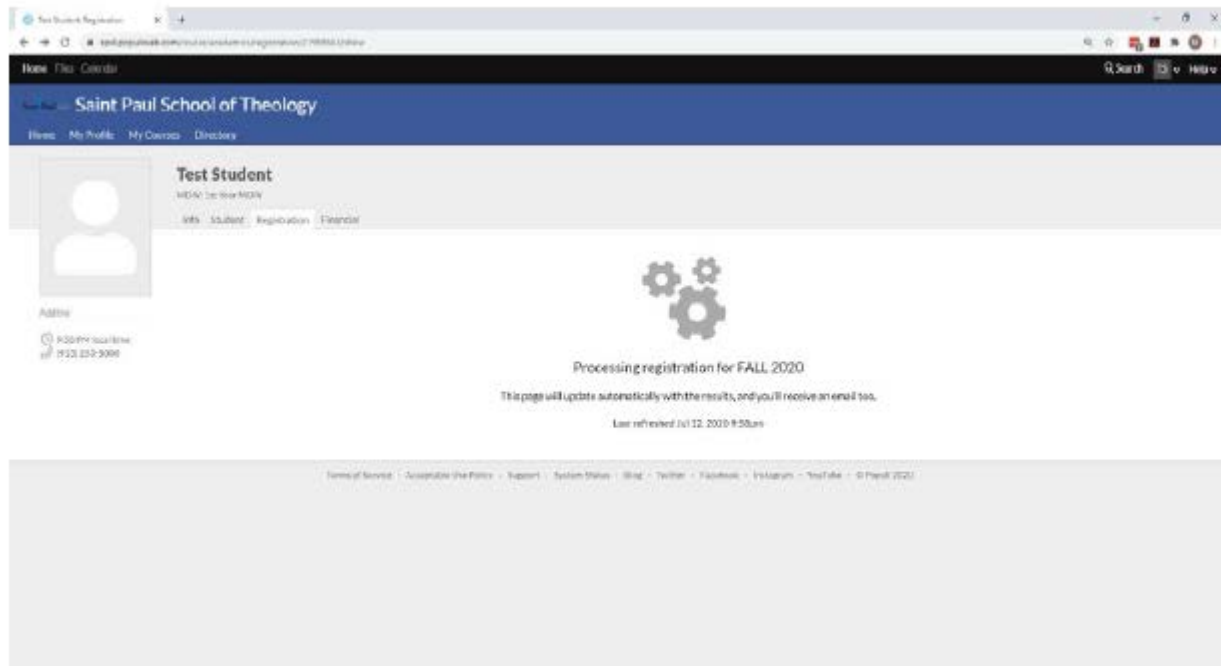 Test Student Registration
Home Files Calendar
Search Help
Saint Paul School of Theology
Home My Profile My Courses Directory
Test Student
Info Student Registration Financial
Processing registration for FALL 2020
This page will update automatically with the results, and you'll receive an email too.
Last refreshed Jul 12, 2020 9:58pm
Terms of Service - Acceptable Use Policy - Support - System Status - Blog - Twitter - Facebook - Instagram - YouTube - © Populi 2020